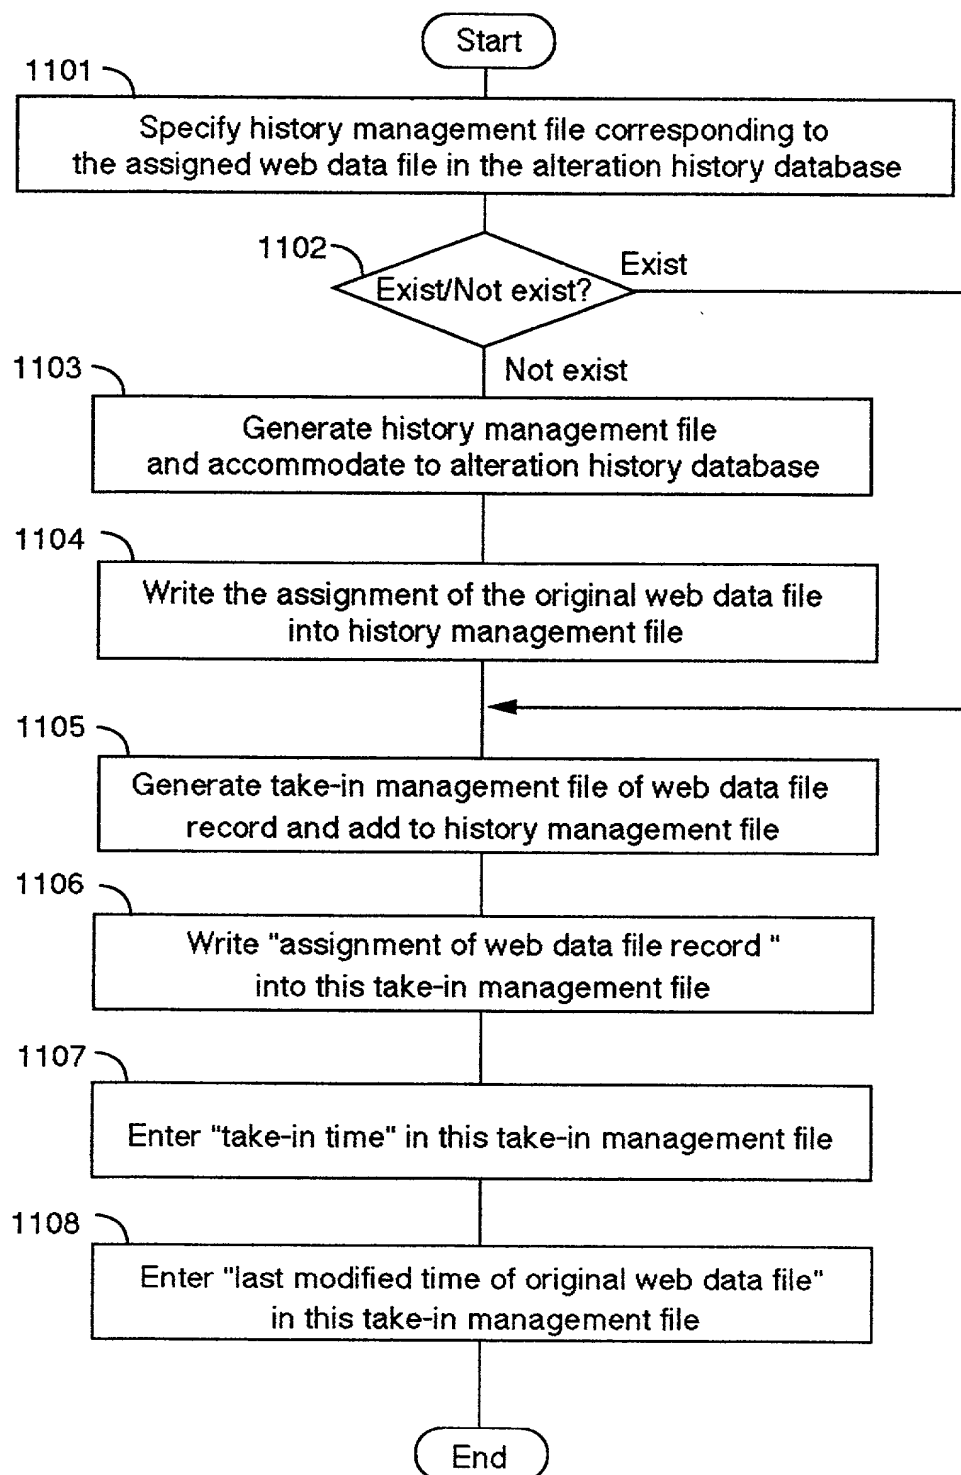 Start
1101
Specify history management file corresponding to
the assigned web data file in the alteration history database
1102
Exist/Not exist?
Exist
Not exist
1103
Generate history management file
and accommodate to alteration history database
1104
Write the assignment of the original web data file
into history management file
1105
Generate take-in management file of web data file
record and add to history management file
1106
Write "assignment of web data file record "
into this take-in management file
1107
Enter "take-in time" in this take-in management file
1108
Enter "last modified time of original web data file"
in this take-in management file
End